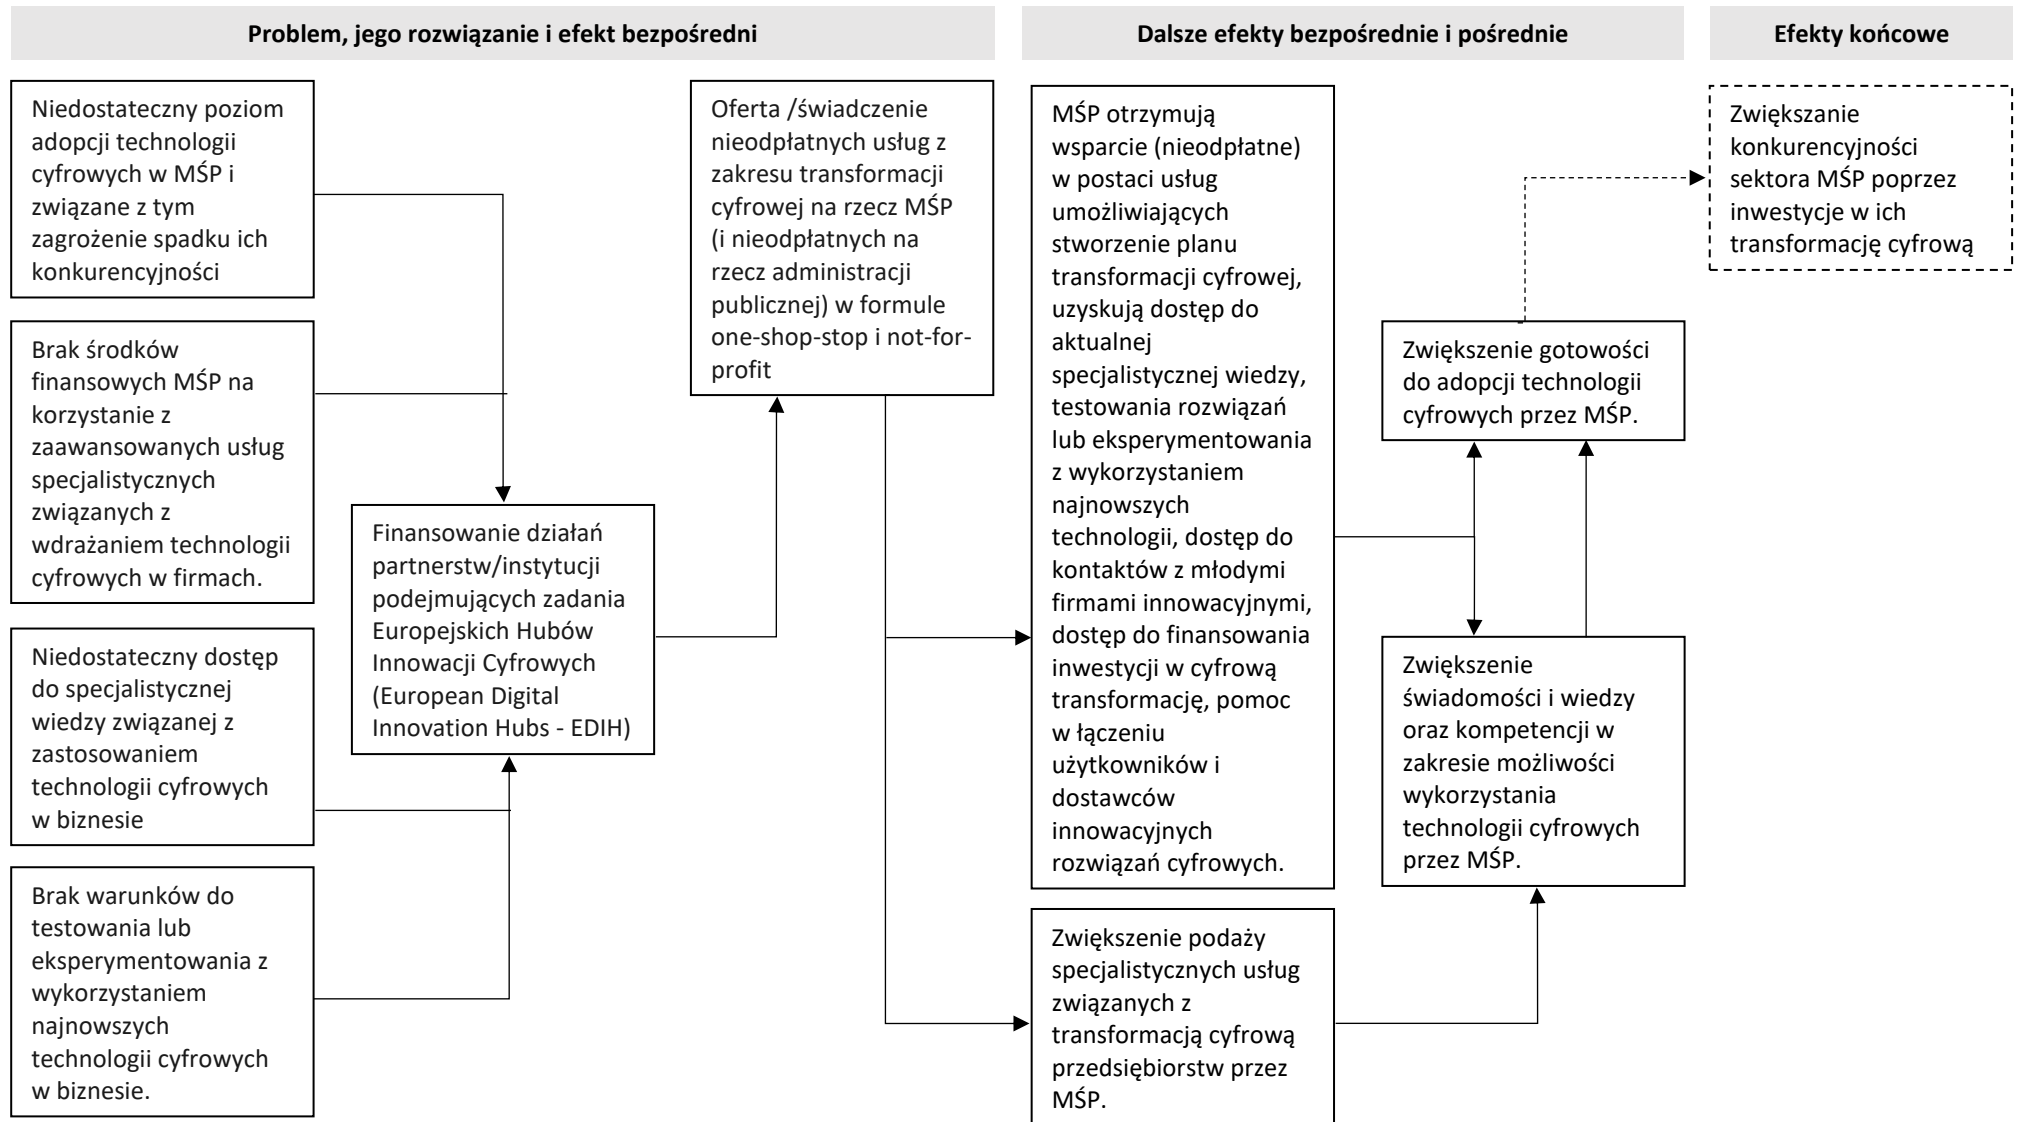 Problem, jego rozwiązanie i efekt bezpośredni
Dalsze efekty bezpośrednie i pośrednie
Efekty końcowe
Niedostateczny poziom
adopcji technologii
cyfrowych w MŚP i
związane z tym
zagrożenie spadku ich
konkurencyjności
Brak środków
finansowych MŚP na
korzystanie z
zaawansowanych usług
specjalistycznych
związanych z
wdrażaniem technologii
cyfrowych w firmach.
Niedostateczny dostęp
do specjalistycznej
wiedzy związanej z
zastosowaniem
technologii cyfrowych
w biznesie
Brak warunków do
testowania lub
eksperymentowania z
wykorzystaniem
najnowszych
technologii cyfrowych
w biznesie.
Finansowanie działań
partnerstw/instytucji
podejmujących zadania
Europejskich Hubów
Innowacji Cyfrowych
(European Digital
Innovation Hubs - EDIH)
Oferta /świadczenie
nieodpłatnych usług z
zakresu transformacji
cyfrowej na rzecz MŚP
(i nieodpłatnych na
rzecz administracji
publicznej) w formule
one-shop-stop i not-for-
profit
MŚP otrzymują
wsparcie (nieodpłatne)
w postaci usług
umożliwiających
stworzenie planu
transformacji cyfrowej,
uzyskują dostęp do
aktualnej
specjalistycznej wiedzy,
testowania rozwiązań
lub eksperymentowania
z wykorzystaniem
najnowszych
technologii, dostęp do
kontaktów z młodymi
firmami innowacyjnymi,
dostęp do finansowania
inwestycji w cyfrową
transformację, pomoc
w łączeniu
użytkowników i
dostawców
innowacyjnych
rozwiązań cyfrowych.
Zwiększenie podaży
specjalistycznych usług
związanych z
transformacją cyfrową
przedsiębiorstw przez
MŚP.
Zwiększenie gotowości
do adopcji technologii
cyfrowych przez MŚP.
Zwiększenie
świadomości i wiedzy
oraz kompetencji w
zakresie możliwości
wykorzystania
technologii cyfrowych
przez MŚP.
Zwiększanie
konkurencyjności
sektora MŚP poprzez
inwestycje w ich
transformację cyfrową